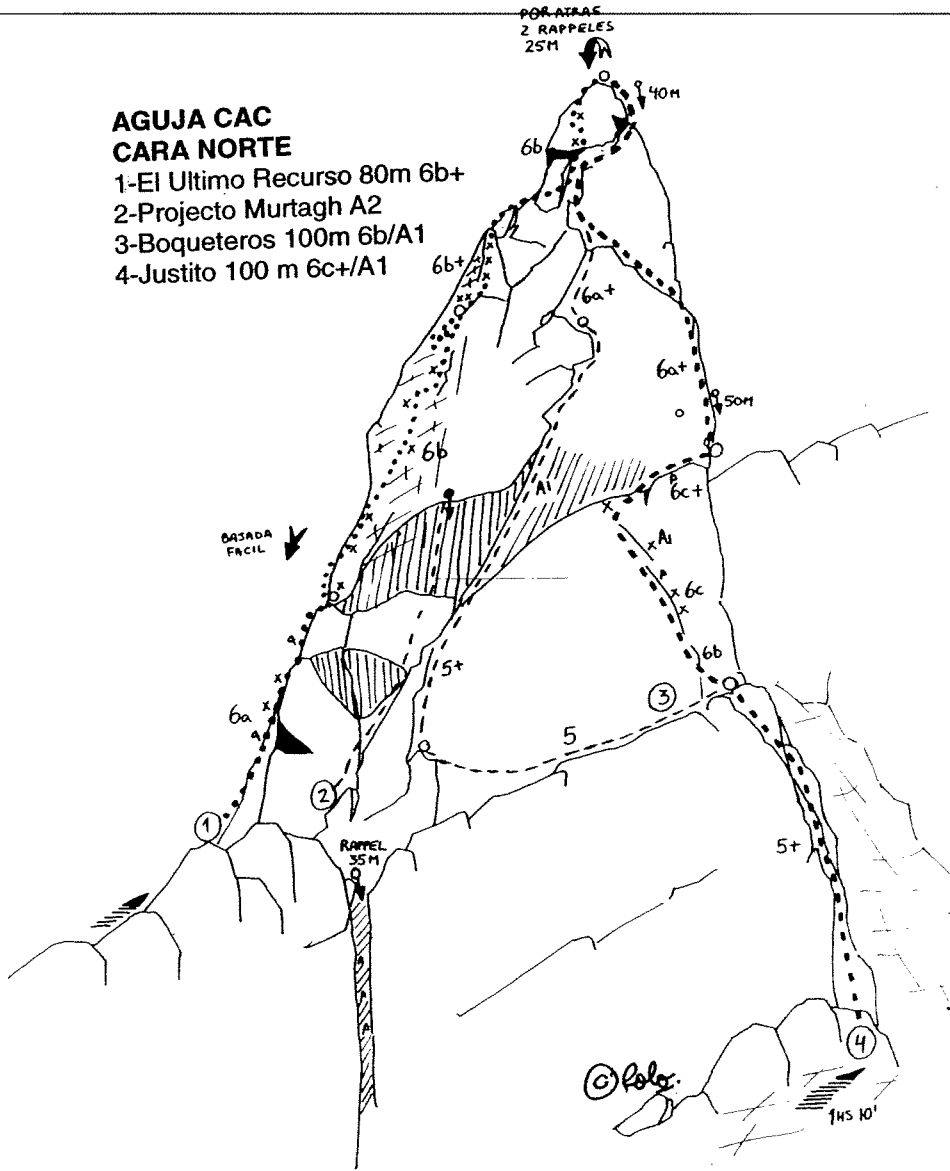 POR ATRAS
2 RAPPELES
25M
40M
AGUJA CAC
CARA NORTE
1-El Ultimo Recurso 80m 6b+
2-Projecto Murtagh A2
3-Boqueteros 100m 6b/A1
4-Justito 100 m 6c+/A1
6b
6b+
6a+
6a+
50M
6b
A1
6c+
BAJADA
FACIL
A1
6c
6b
5+
3
6a
5
2
1
RAPPEL
35M
5+
4
© Rolo.
1HS 10'